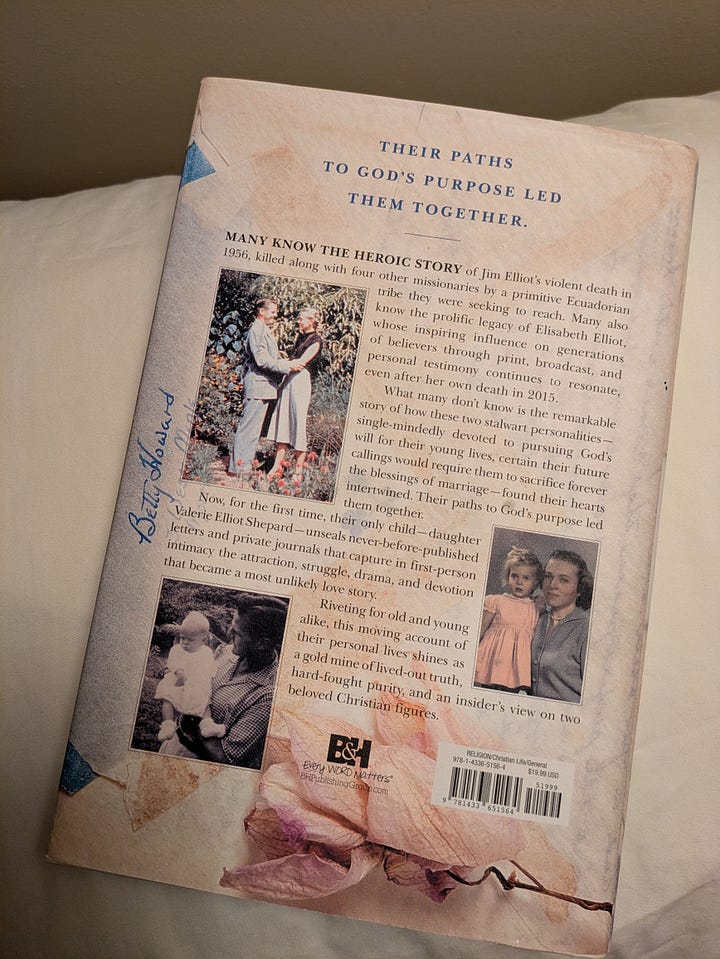 THEIR PATHS
TO GOD'S PURPOSE LED
THEM TOGETHER.
MANY KNOW THE HEROIC STORY of Jim Elliot's violent death in
1956, killed along with four other missionaries by a primitive Ecuadorian
tribe they were seeking to reach. Many also
know the prolific legacy of Elisabeth Elliot,
whose inspiring influence on generations
of believers through print, broadcast, and
personal testimony continues to resonate,
even after her own death in 2015.
What many don't know is the remarkable
story of how these two stalwart personalities—
single-mindedly devoted to pursuing God's
will for their young lives, certain their future
callings would require them to sacrifice forever
the blessings of marriage—found their hearts
intertwined. Their paths to God's purpose led
them together.
Now, for the first time, their only child—daughter
Valerie Elliot Shepard—unseals never-before-published
letters and private journals that capture in first-person
intimacy the attraction, struggle, drama, and devotion
that became a most unlikely love story.
Riveting for old and young
alike, this moving account of
their personal lives shines as
a gold mine of lived-out truth,
hard-fought purity, and an insider's view on two
beloved Christian figures.
Betty Howard
B&H
Every WORD Matters®
BHPublishingGroup.com
RELIGION/Christian Life/General
978-1-4336-5156-4
$19.99 USD
51999
9 781433 651564